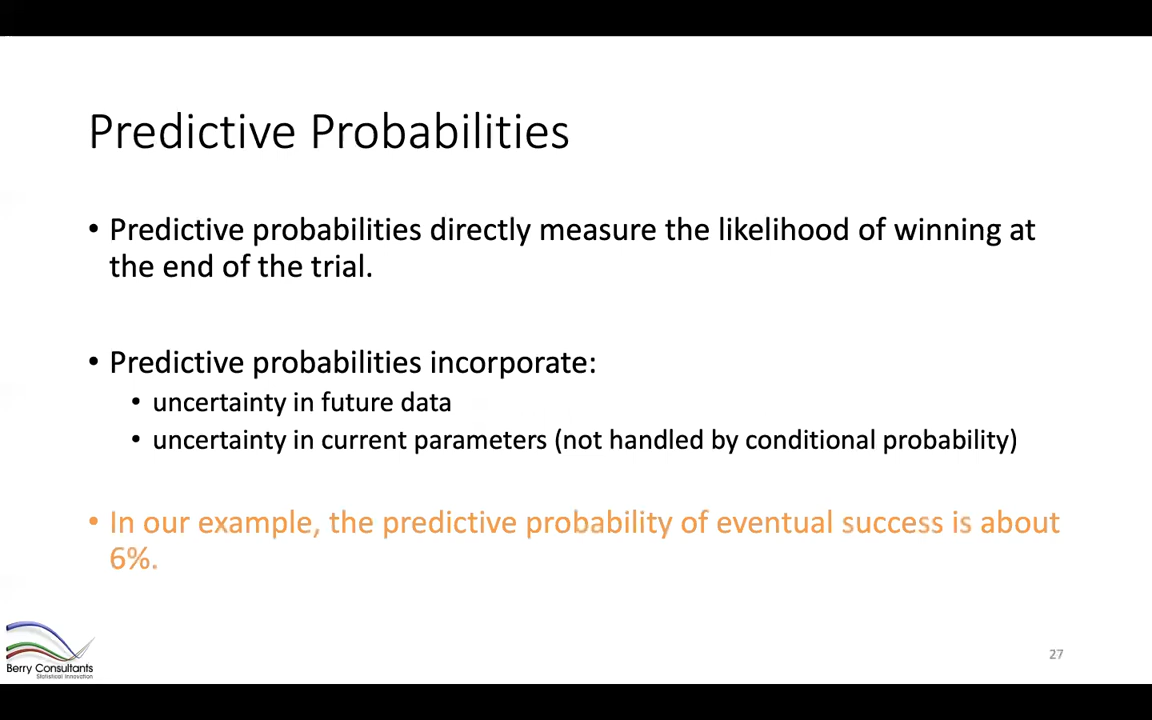 Predictive Probabilities
• Predictive probabilities directly measure the likelihood of winning at
the end of the trial.
• Predictive probabilities incorporate:
• uncertainty in future data
• uncertainty in current parameters (not handled by conditional probability)
• In our example, the predictive probability of eventual success is about
6%.
Berry Consultants
Statistical Innovation
27